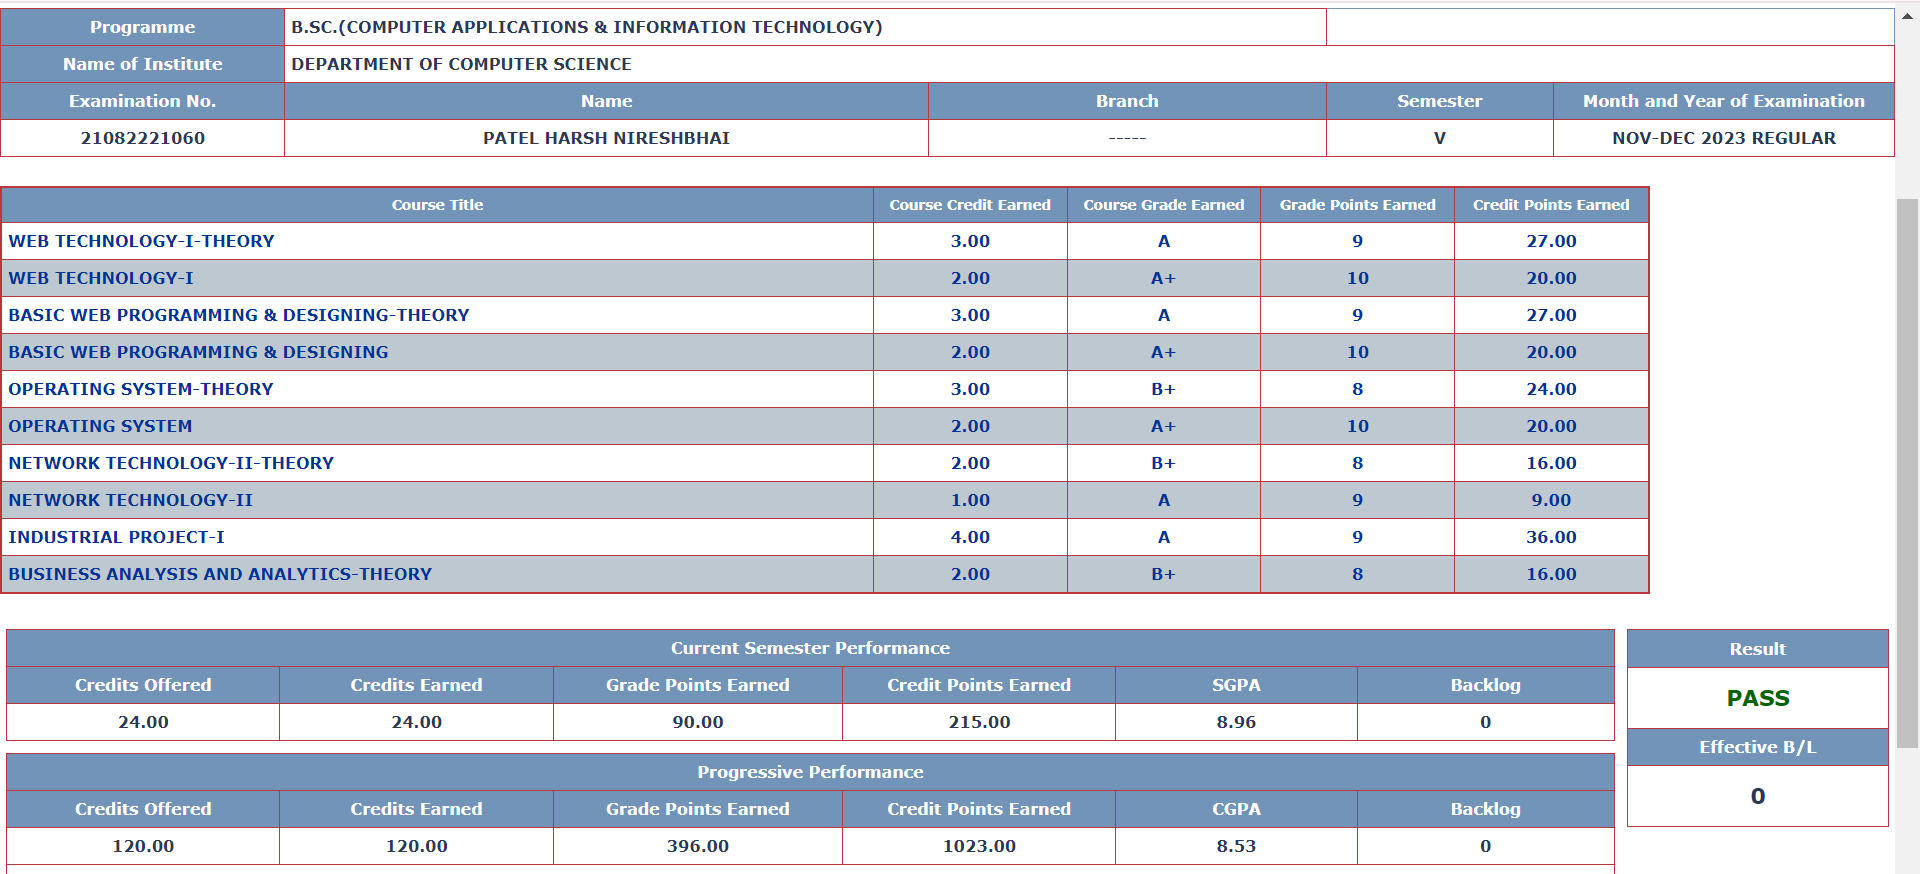 Programme B.SC.(COMPUTER APPLICATIONS & INFORMATION TECHNOLOGY)
Name of Institute DEPARTMENT OF COMPUTER SCIENCE
Examination No. Name Branch Semester Month and Year of Examination
21082221060 PATEL HARSH NIRESHBHAI ----- V NOV-DEC 2023 REGULAR
Course Title Course Credit Earned Course Grade Earned Grade Points Earned Credit Points Earned
WEB TECHNOLOGY-I-THEORY 3.00 A 9 27.00
WEB TECHNOLOGY-I 2.00 A+ 10 20.00
BASIC WEB PROGRAMMING & DESIGNING-THEORY 3.00 A 9 27.00
BASIC WEB PROGRAMMING & DESIGNING 2.00 A+ 10 20.00
OPERATING SYSTEM-THEORY 3.00 B+ 8 24.00
OPERATING SYSTEM 2.00 A+ 10 20.00
NETWORK TECHNOLOGY-II-THEORY 2.00 B+ 8 16.00
NETWORK TECHNOLOGY-II 1.00 A 9 9.00
INDUSTRIAL PROJECT-I 4.00 A 9 36.00
BUSINESS ANALYSIS AND ANALYTICS-THEORY 2.00 B+ 8 16.00
Current Semester Performance
Credits Offered Credits Earned Grade Points Earned Credit Points Earned SGPA Backlog
24.00 24.00 90.00 215.00 8.96 0
Progressive Performance
Credits Offered Credits Earned Grade Points Earned Credit Points Earned CGPA Backlog
120.00 120.00 396.00 1023.00 8.53 0
Result
PASS
Effective B/L
0